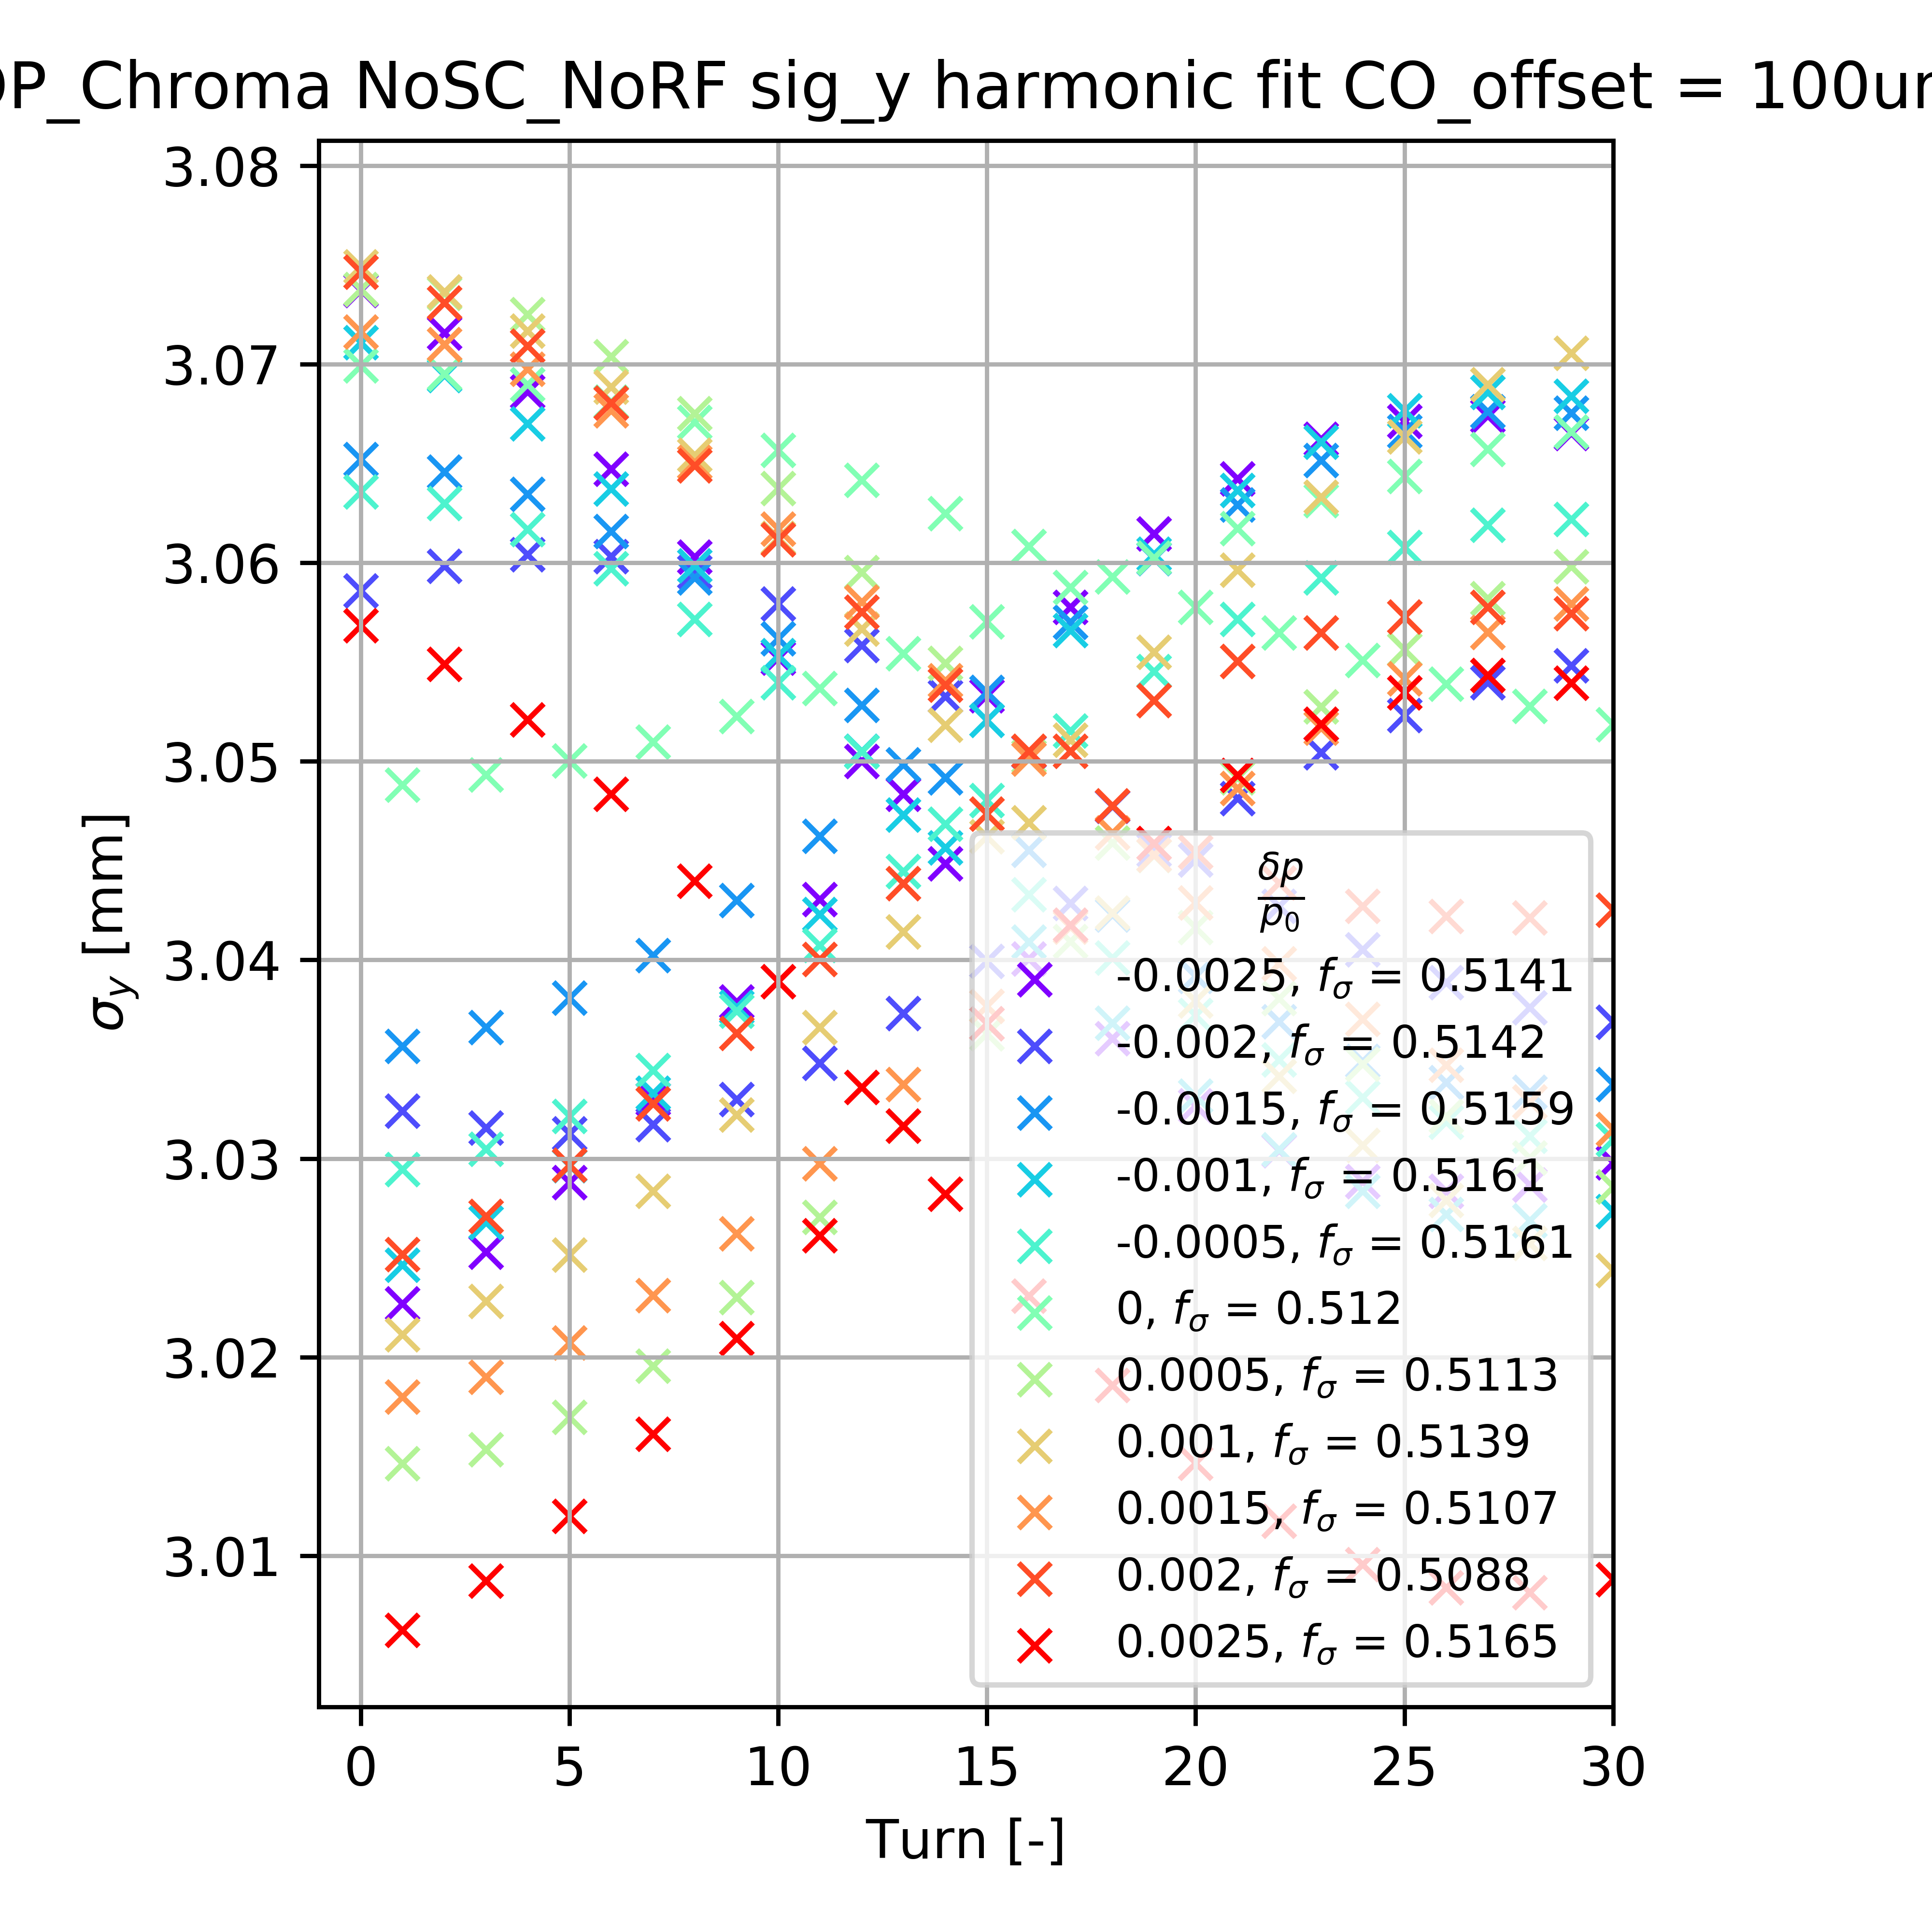 _Chroma NoSC_NoRF sig_y harmonic fit CO_offset = 100u
3.08
3.07
3.06
3.05
3.04
3.03
3.02
3.01
σy [mm]
δp
p0
-0.0025, fσ = 0.5141
-0.002, fσ = 0.5142
-0.0015, fσ = 0.5159
-0.001, fσ = 0.5161
-0.0005, fσ = 0.5161
0, fσ = 0.512
0.0005, fσ = 0.5113
0.001, fσ = 0.5139
0.0015, fσ = 0.5107
0.002, fσ = 0.5088
0.0025, fσ = 0.5165
0 5 10 15 20 25 30
Turn [-]